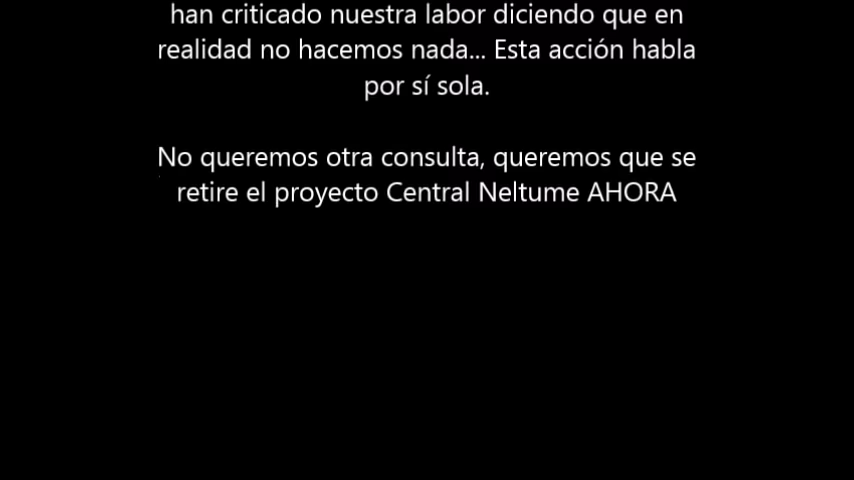 han criticado nuestra labor diciendo que en
realidad no hacemos nada... Esta acción habla
por sí sola.
No queremos otra consulta, queremos que se
retire el proyecto Central Neltume AHORA